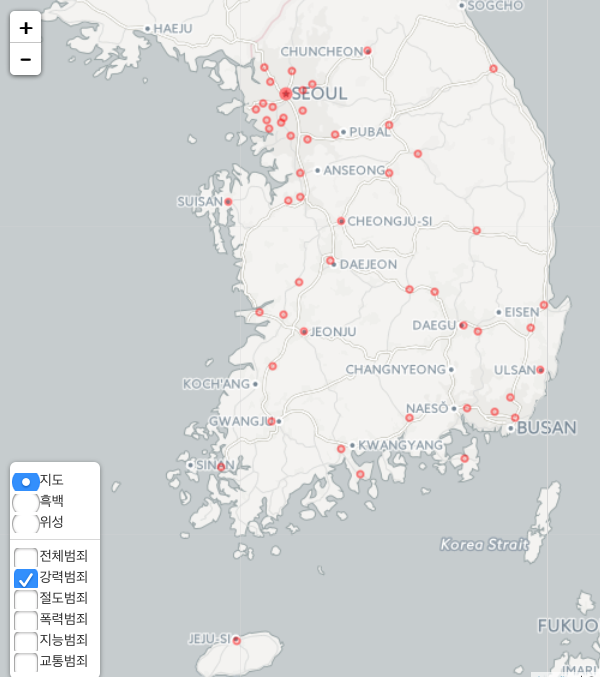 SOGCHO
HAEJU
+
-
CHUNCHEON
SEOUL
PUBAL
ANSEONG
SUISAN
CHEONGJU-SI
DAEJEON
EISEN
DAEGU
JEONJU
CHANGNYEONG
ULSAN
KOCH'ANG
NAESŎ
GWANGJU
BUSAN
KWANGYANG
SINAN
지도
흑백
위성
Korea Strait
전체범죄
강력범죄
절도범죄
폭력범죄
지능범죄
교통범죄
FUKUO
JEJU-SI
IMARI